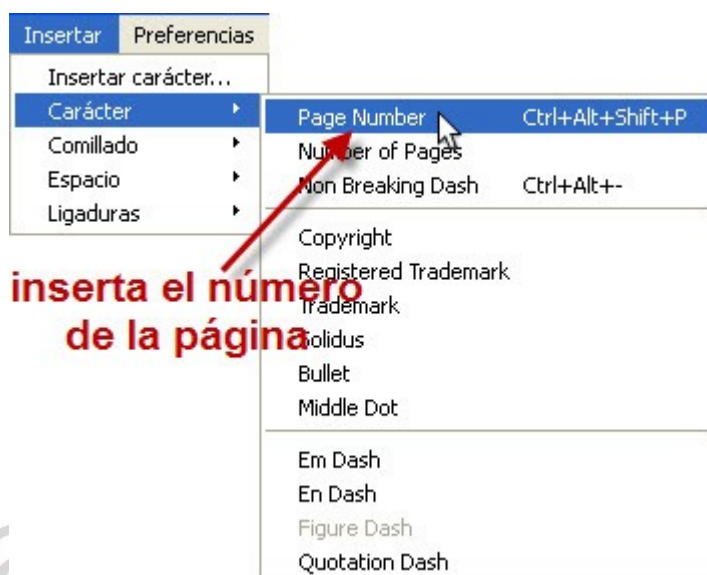 Insertar Preferencias
Insertar carácter...
Carácter
Comillado
Espacio
Ligaduras
Page Number Ctrl+Alt+Shift+P
Number of Pages
Non Breaking Dash Ctrl+Alt+-
Copyright
Registered Trademark
Trademark
Solidus
Bullet
Middle Dot
Em Dash
En Dash
Figure Dash
Quotation Dash
inserta el número
de la página